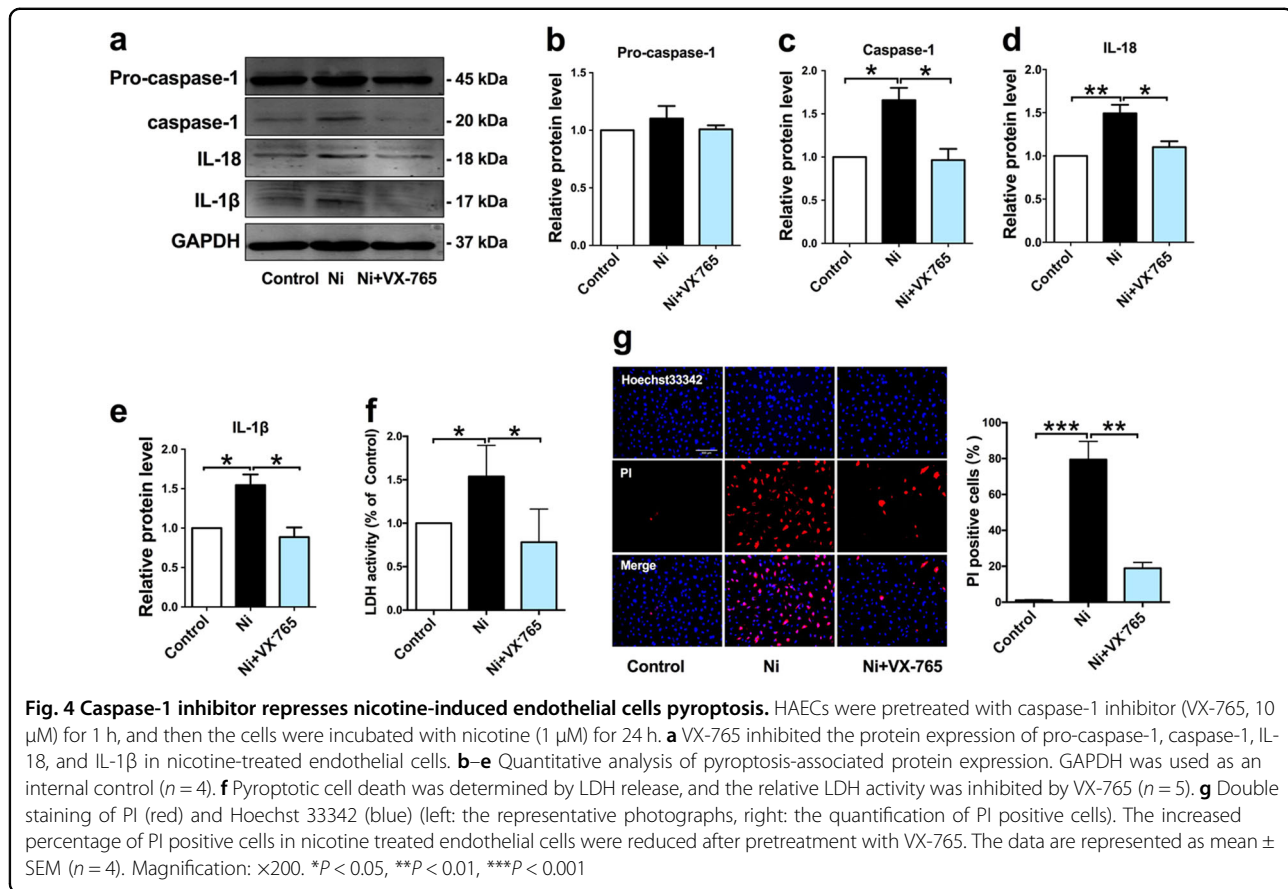 a
Pro-caspase-1 - 45 kDa
caspase-1 - 20 kDa
IL-18 - 18 kDa
IL-1β - 17 kDa
GAPDH - 37 kDa
Control Ni Ni+VX-765
b
Pro-caspase-1
Relative protein level
1.5
1.0
0.5
0.0
Control
Ni
Ni+VX-765
c
Caspase-1
Relative protein level
2.0
1.5
1.0
0.5
0.0
* *
Control
Ni
Ni+VX-765
d
IL-18
Relative protein level
2.0
1.5
1.0
0.5
0.0
** *
Control
Ni
Ni+VX-765
e
IL-1β
Relative protein level
2.0
1.5
1.0
0.5
0.0
* *
Control
Ni
Ni+VX-765
f
LDH activity (% of Control)
2.0
1.5
1.0
0.5
0.0
* *
Control
Ni
Ni+VX-765
g
Hoechst33342
PI
Merge
Control Ni Ni+VX-765
PI positive cells (%)
100
80
60
40
20
0
*** **
Control
Ni
Ni+VX-765
Fig. 4 Caspase-1 inhibitor represses nicotine-induced endothelial cells pyroptosis. HAECs were pretreated with caspase-1 inhibitor (VX-765, 10
μM) for 1 h, and then the cells were incubated with nicotine (1 μM) for 24 h. a VX-765 inhibited the protein expression of pro-caspase-1, caspase-1, IL-
18, and IL-1β in nicotine-treated endothelial cells. b–e Quantitative analysis of pyroptosis-associated protein expression. GAPDH was used as an
internal control (n = 4). f Pyroptotic cell death was determined by LDH release, and the relative LDH activity was inhibited by VX-765 (n = 5). g Double
staining of PI (red) and Hoechst 33342 (blue) (left: the representative photographs, right: the quantification of PI positive cells). The increased
percentage of PI positive cells in nicotine treated endothelial cells were reduced after pretreatment with VX-765. The data are represented as mean ±
SEM (n = 4). Magnification: ×200. *P < 0.05, **P < 0.01, ***P < 0.001